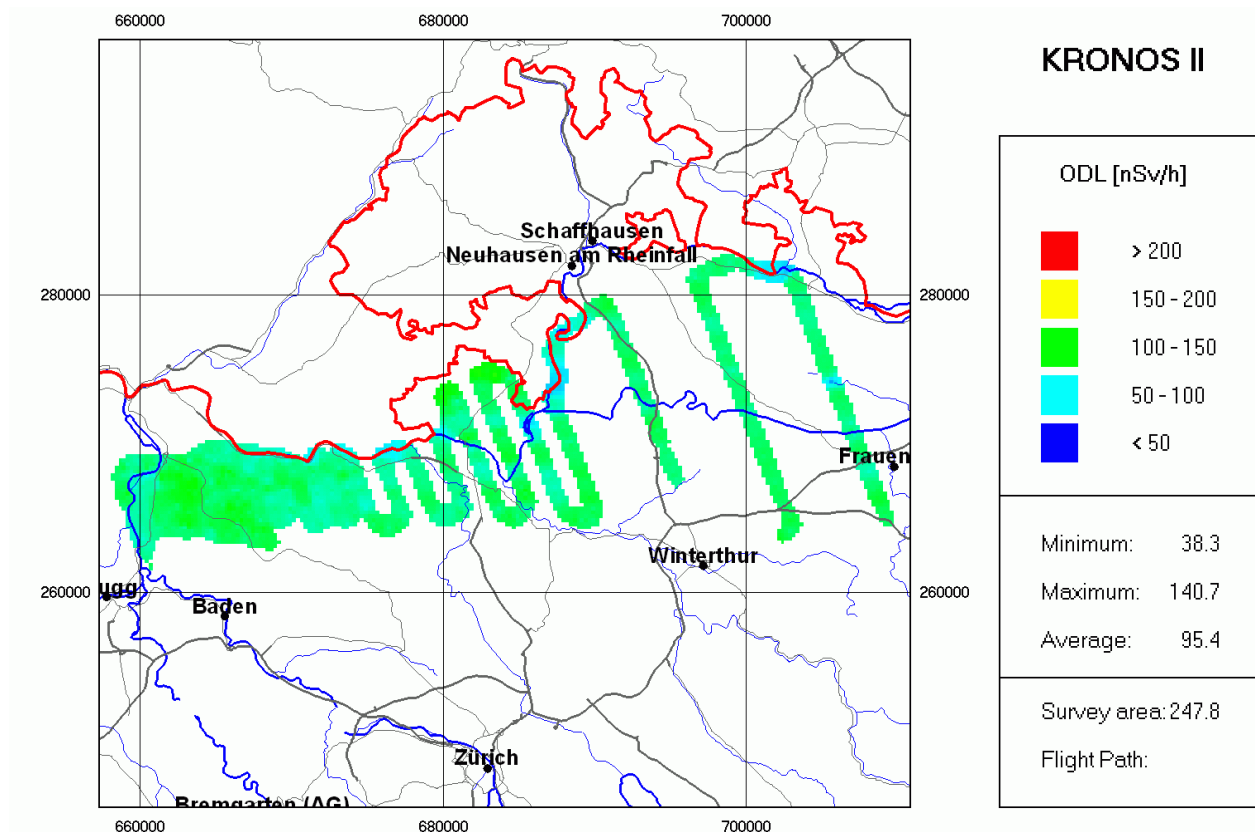 660000 680000 700000
KRONOS II
ODL [nSv/h]
> 200
150 - 200
100 - 150
50 - 100
< 50
Minimum: 38.3
Maximum: 140.7
Average: 95.4
Survey area: 247.8
Flight Path:
Schaffhausen
Neuhausen am Rheinfall
280000 280000
Frauen
Winterthur
260000 260000
ugg
Baden
Zürich
Bremgarten (AG)
660000 680000 700000